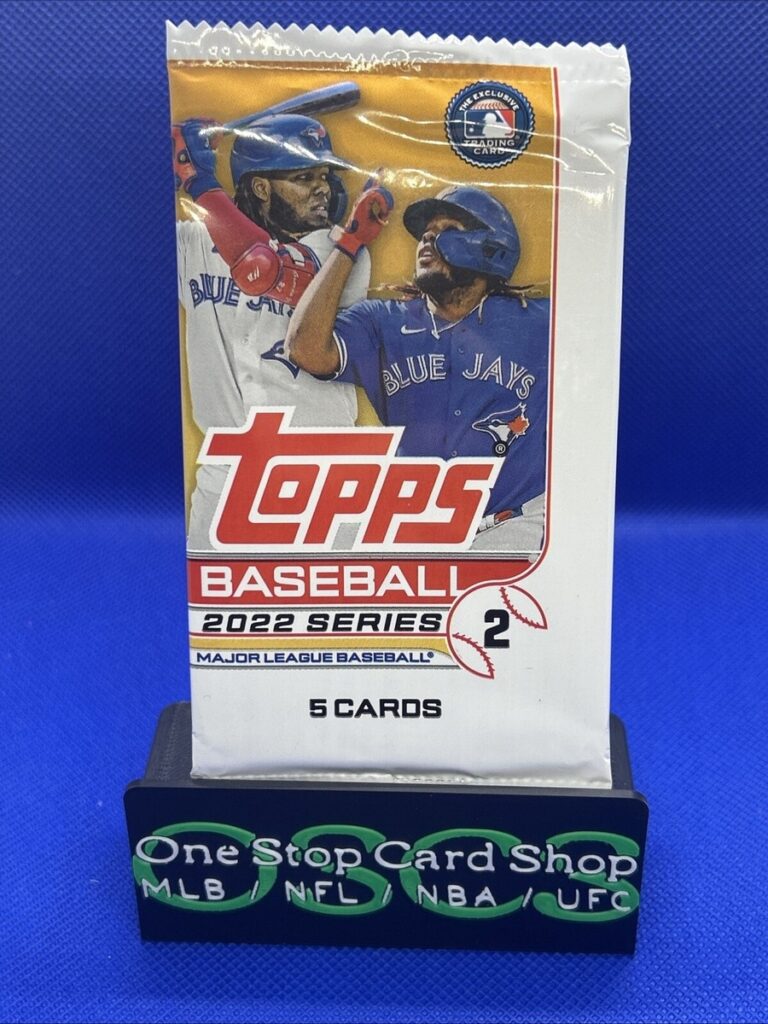 THE EXCLUSIVE
TRADING
CARD
BLUE JAYS
BLUE JAYS
topps
®
BASEBALL
2022 SERIES 2
MAJOR LEAGUE BASEBALL®
5 CARDS
OSCS
One Stop Card Shop
MLB / NFL / NBA / UFC